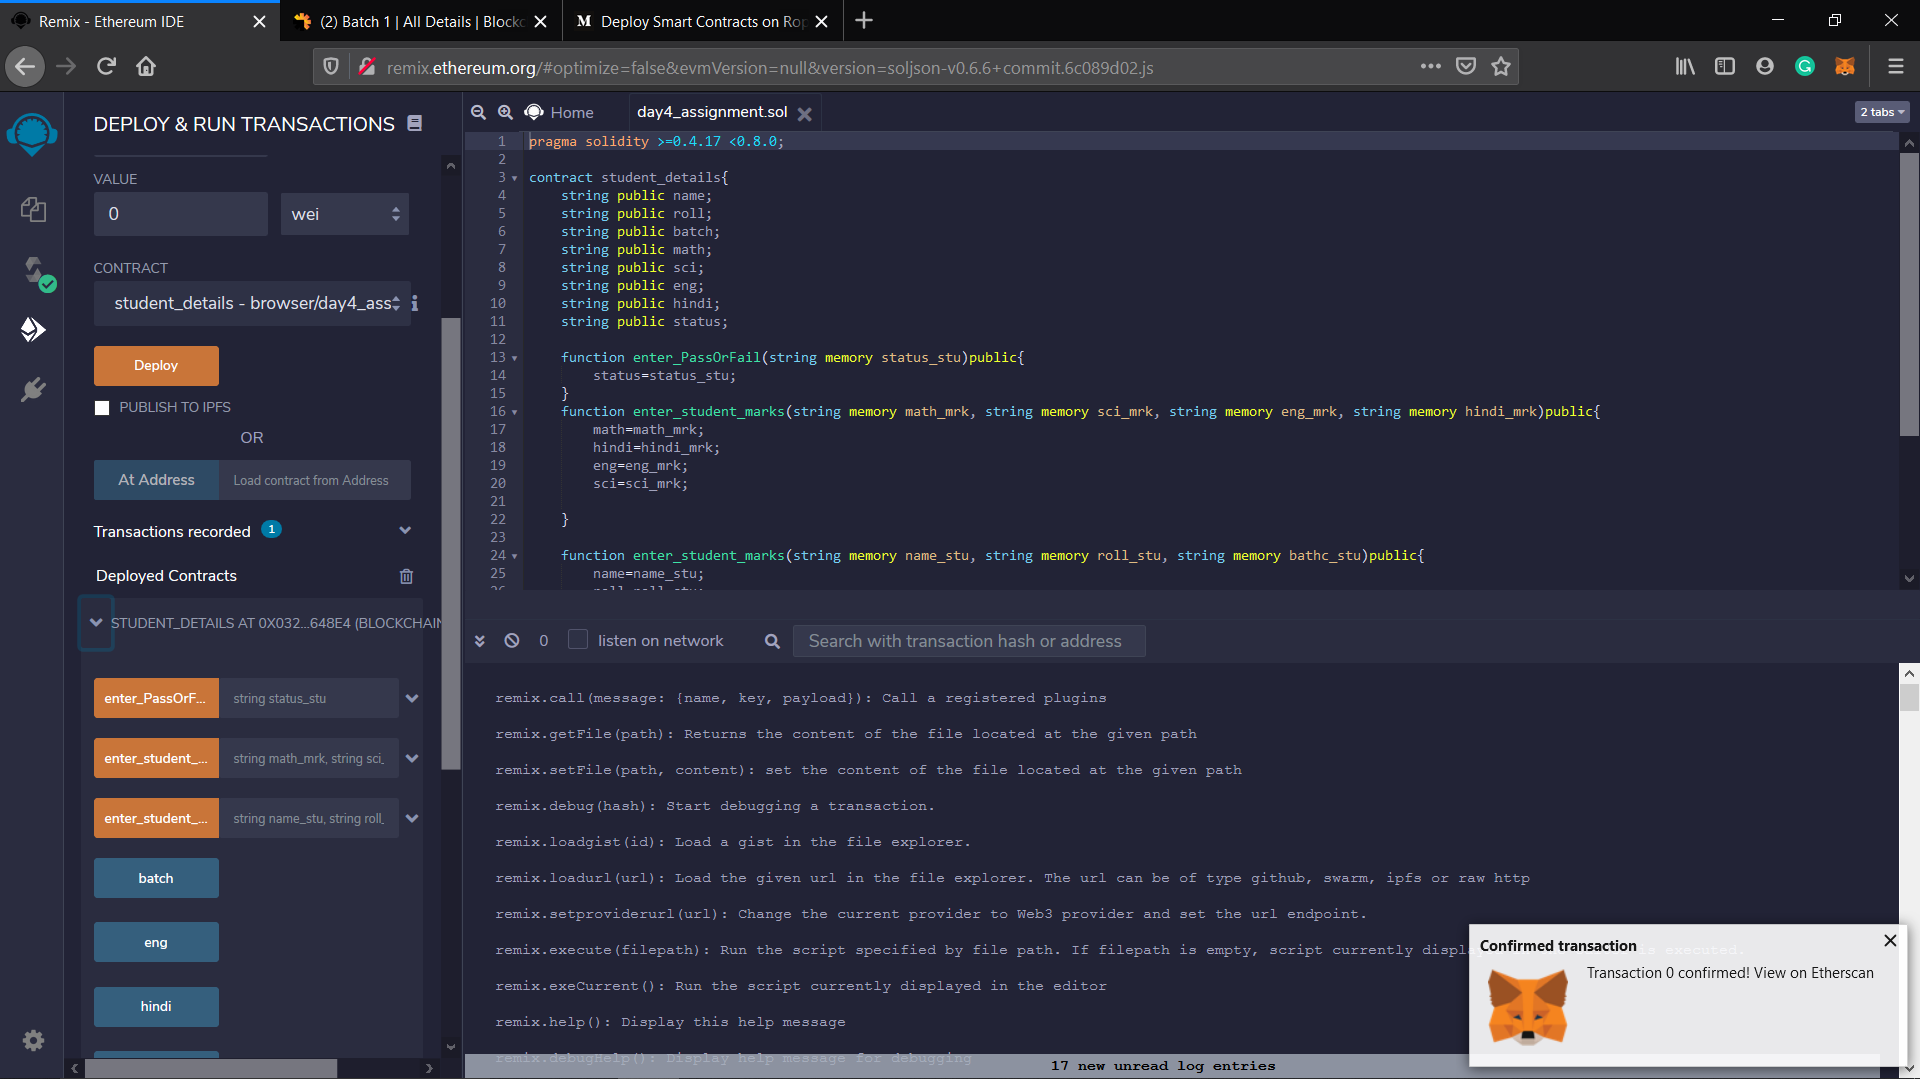 Remix - Ethereum IDE
(2) Batch 1 | All Details | Blockc
Deploy Smart Contracts on Rop
remix.ethereum.org/#optimize=false&evmVersion=null&version=soljson-v0.6.6+commit.6c089d02.js
DEPLOY & RUN TRANSACTIONS
VALUE
0
wei
CONTRACT
student_details - browser/day4_ass
Deploy
PUBLISH TO IPFS
OR
At Address
Load contract from Address
Transactions recorded 1
Deployed Contracts
STUDENT_DETAILS AT 0X032...648E4 (BLOCKCHAIN
enter_PassOrF... string status_stu
enter_student_... string math_mrk, string sci_
enter_student_... string name_stu, string roll_
batch
eng
hindi
Home
day4_assignment.sol
2 tabs
1 pragma solidity >=0.4.17 <0.8.0;
2
3 contract student_details{
4 string public name;
5 string public roll;
6 string public batch;
7 string public math;
8 string public sci;
9 string public eng;
10 string public hindi;
11 string public status;
12
13 function enter_PassOrFail(string memory status_stu)public{
14 status=status_stu;
15 }
16 function enter_student_marks(string memory math_mrk, string memory sci_mrk, string memory eng_mrk, string memory hindi_mrk)public{
17 math=math_mrk;
18 hindi=hindi_mrk;
19 eng=eng_mrk;
20 sci=sci_mrk;
21
22 }
23
24 function enter_student_marks(string memory name_stu, string memory roll_stu, string memory bathc_stu)public{
25 name=name_stu;
0
listen on network
Search with transaction hash or address
remix.call(message: {name, key, payload}): Call a registered plugins
remix.getFile(path): Returns the content of the file located at the given path
remix.setFile(path, content): set the content of the file located at the given path
remix.debug(hash): Start debugging a transaction.
remix.loadgist(id): Load a gist in the file explorer.
remix.loadurl(url): Load the given url in the file explorer. The url can be of type github, swarm, ipfs or raw http
remix.setproviderurl(url): Change the current provider to Web3 provider and set the url endpoint.
remix.execute(filepath): Run the script specified by file path. If filepath is empty, script currently displ is executed.
remix.exeCurrent(): Run the script currently displayed in the editor
remix.help(): Display this help message
remix.debugHelp(): Display help message for debugging
17 new unread log entries
Confirmed transaction
Transaction 0 confirmed! View on Etherscan